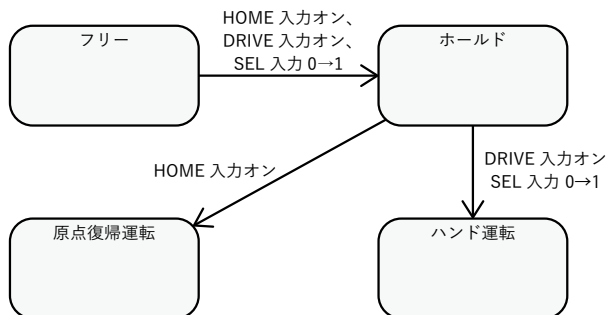 フリー
HOME 入力オン、
DRIVE 入力オン、
SEL 入力 0→1
ホールド
HOME 入力オン
DRIVE 入力オン
SEL 入力 0→1
原点復帰運転
ハンド運転